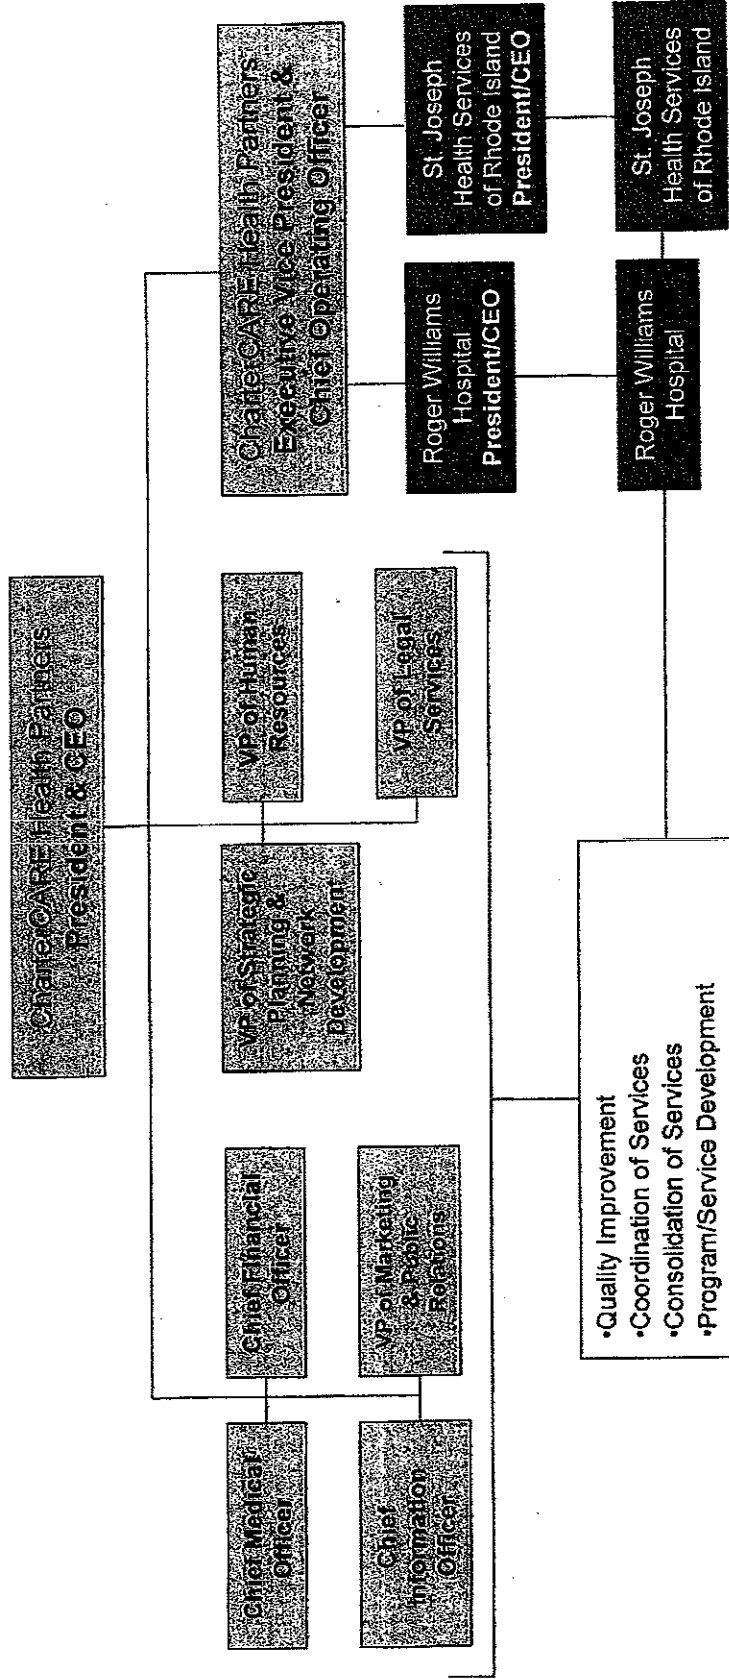 CharterCARE Health Partners
President & CEO
Chief Medical
Officer
Chief Financial
Officer
Chief
Information
Officer
VP of Marketing
& Public
Relations
VP of Strategic
Planning &
Network
Development
VP of Human
Resources
VP of Legal
Services
CharterCARE Health Partners
Executive Vice President &
Chief Operating Officer
Roger Williams
Hospital
President/CEO
St. Joseph
Health Services
of Rhode Island
President/CEO
Roger Williams
Hospital
St. Joseph
Health Services
of Rhode Island
•Quality Improvement
•Coordination of Services
•Consolidation of Services
•Program/Service Development